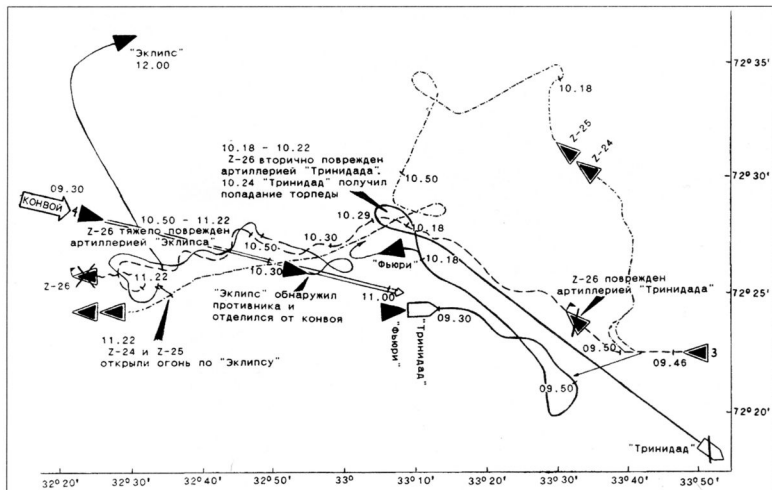 "Эклипс"
12.00
72°35'
10.18
Z-25
Z-24
10.18 - 10.22
Z-26 вторично поврежден
артиллерией "Тринидада".
10.24 "Тринидад" получил
попадание торпеды
10.50
72°30'
09.30
КОНВОЙ
4
10.50 - 11.22
Z-26 тяжело поврежден
артиллерией "Эклипса"
10.29
10.18
10.30
10.50
"Фьюри"
10.18
10.30
Z-26
11.22
Z-26 поврежден
артиллерией "Тринидада"
72°25'
"Эклипс" обнаружил
противника и
отделился от конвоя
11.00
09.30
"Фьюри"
"Тринидад"
11.22
Z-24 и Z-25
открыли огонь по "Эклипсу"
09.50
3
09.46
09.50
72°20'
"Тринидад"
32°20'
32°30'
32°40'
32°50'
33°
33°10'
33°20'
33°30'
33°40'
33°50'